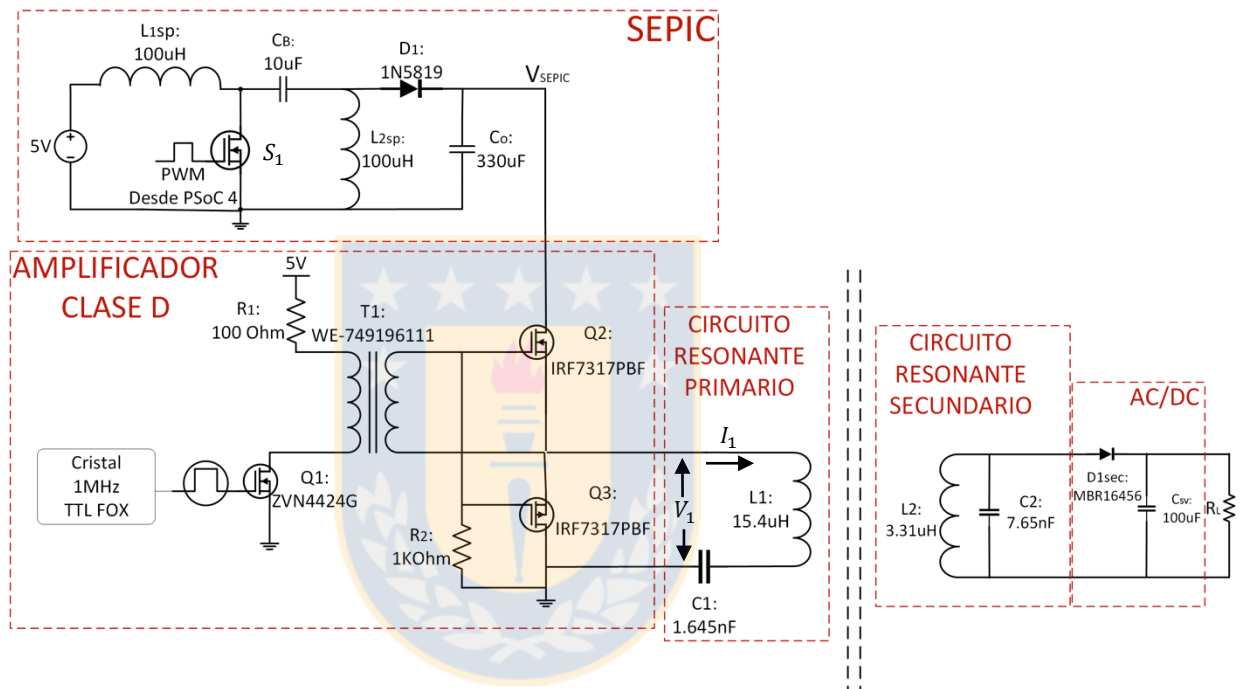 SEPIC
L1sp:
100uH
CB:
10uF
D1:
1N5819
VSEPIC
5V
+
-
S1
PWM
Desde PSoC 4
L2sp:
100uH
Co:
330uF
AMPLIFICADOR
CLASE D
5V
R1:
100 Ohm
T1:
WE-749196111
Q2:
IRF7317PBF
Cristal
1MHz
TTL FOX
Q1:
ZVN4424G
R2:
1KOhm
Q3:
IRF7317PBF
CIRCUITO
RESONANTE
PRIMARIO
I1
V1
L1:
15.4uH
C1:
1.645nF
CIRCUITO
RESONANTE
SECUNDARIO
L2:
3.31uH
C2:
7.65nF
AC/DC
D1sec:
MBR16456
Csv:
100uF
RL